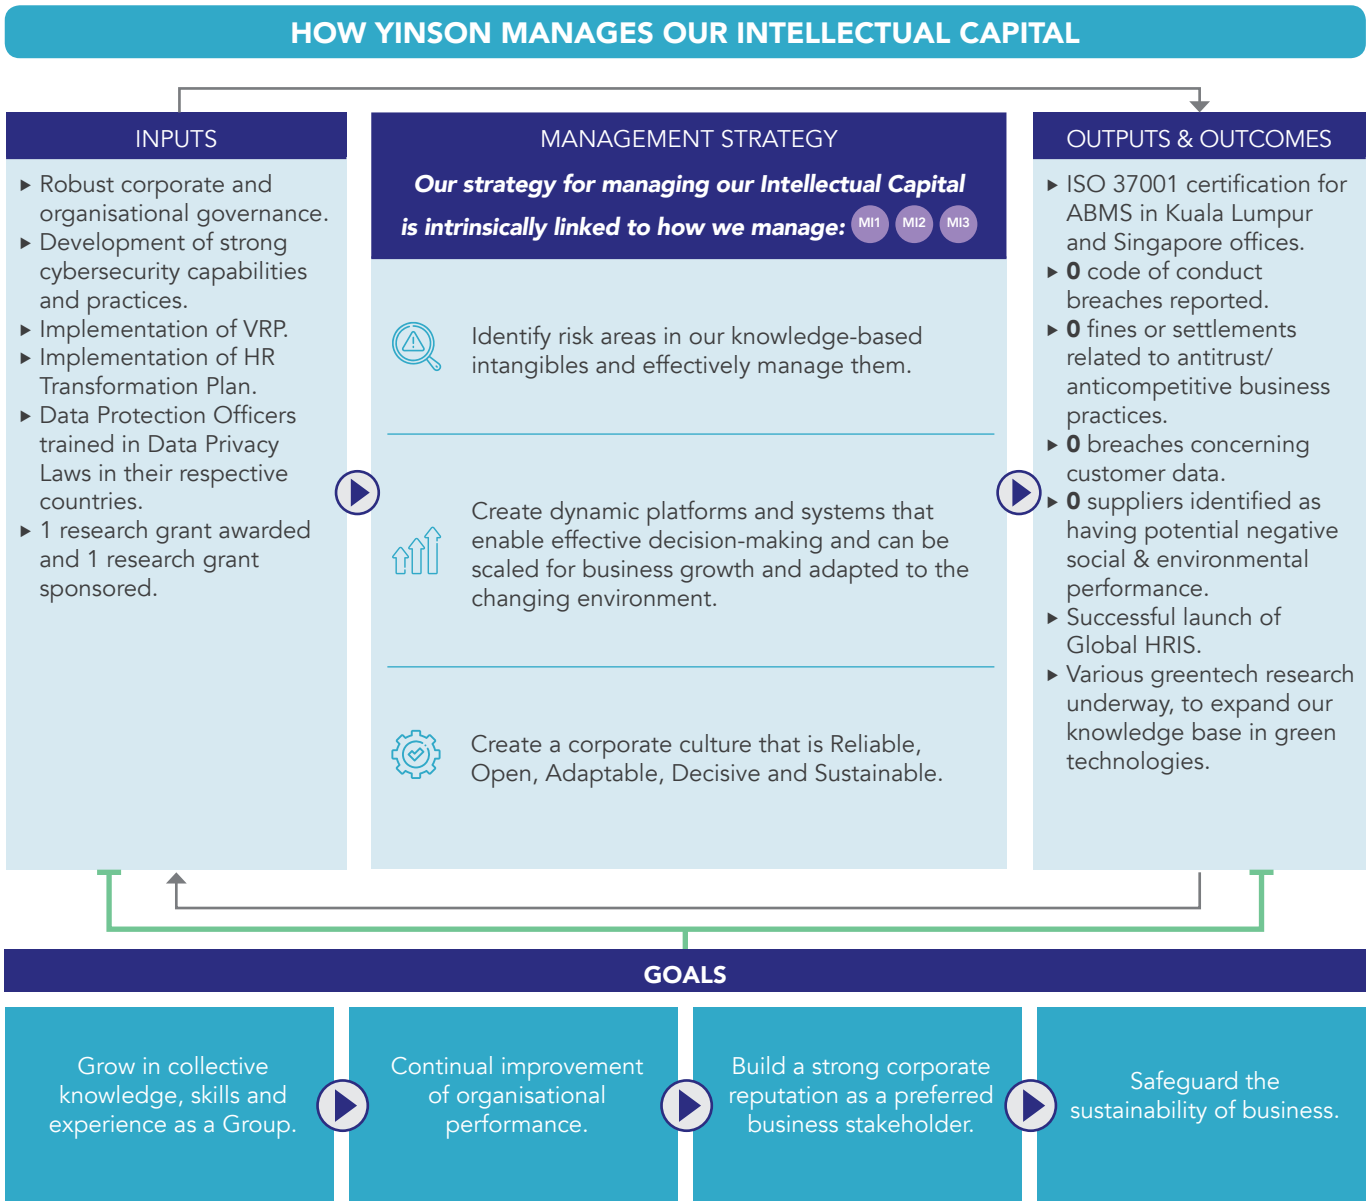 HOW YINSON MANAGES OUR INTELLECTUAL CAPITAL
INPUTS
▸ Robust corporate and
organisational governance.
▸ Development of strong
cybersecurity capabilities
and practices.
▸ Implementation of VRP.
▸ Implementation of HR
Transformation Plan.
▸ Data Protection Officers
trained in Data Privacy
Laws in their respective
countries.
▸ 1 research grant awarded
and 1 research grant
sponsored.
MANAGEMENT STRATEGY
Our strategy for managing our Intellectual Capital
is intrinsically linked to how we manage: MI1 MI2 MI3
Identify risk areas in our knowledge-based
intangibles and effectively manage them.
Create dynamic platforms and systems that
enable effective decision-making and can be
scaled for business growth and adapted to the
changing environment.
Create a corporate culture that is Reliable,
Open, Adaptable, Decisive and Sustainable.
OUTPUTS & OUTCOMES
▸ ISO 37001 certification for
ABMS in Kuala Lumpur
and Singapore offices.
▸ 0 code of conduct
breaches reported.
▸ 0 fines or settlements
related to antitrust/
anticompetitive business
practices.
▸ 0 breaches concerning
customer data.
▸ 0 suppliers identified as
having potential negative
social & environmental
performance.
▸ Successful launch of
Global HRIS.
▸ Various greentech research
underway, to expand our
knowledge base in green
technologies.
GOALS
Grow in collective
knowledge, skills and
experience as a Group.
Continual improvement
of organisational
performance.
Build a strong corporate
reputation as a preferred
business stakeholder.
Safeguard the
sustainability of business.